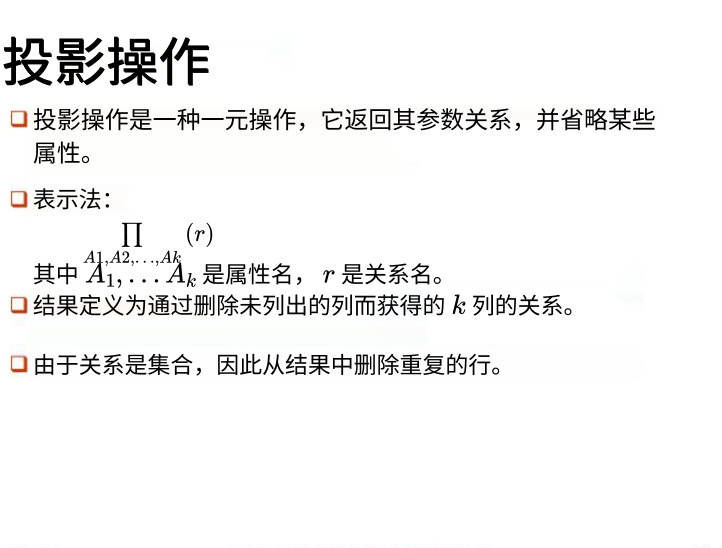 投影操作
投影操作是一种一元操作，它返回其参数关系，并省略某些
属性。
表示法：
∏ (r)
A1,A2,...,Ak
其中 A₁,...Aₖ 是属性名， r 是关系名。
结果定义为通过删除未列出的列而获得的 k 列的关系。
由于关系是集合，因此从结果中删除重复的行。